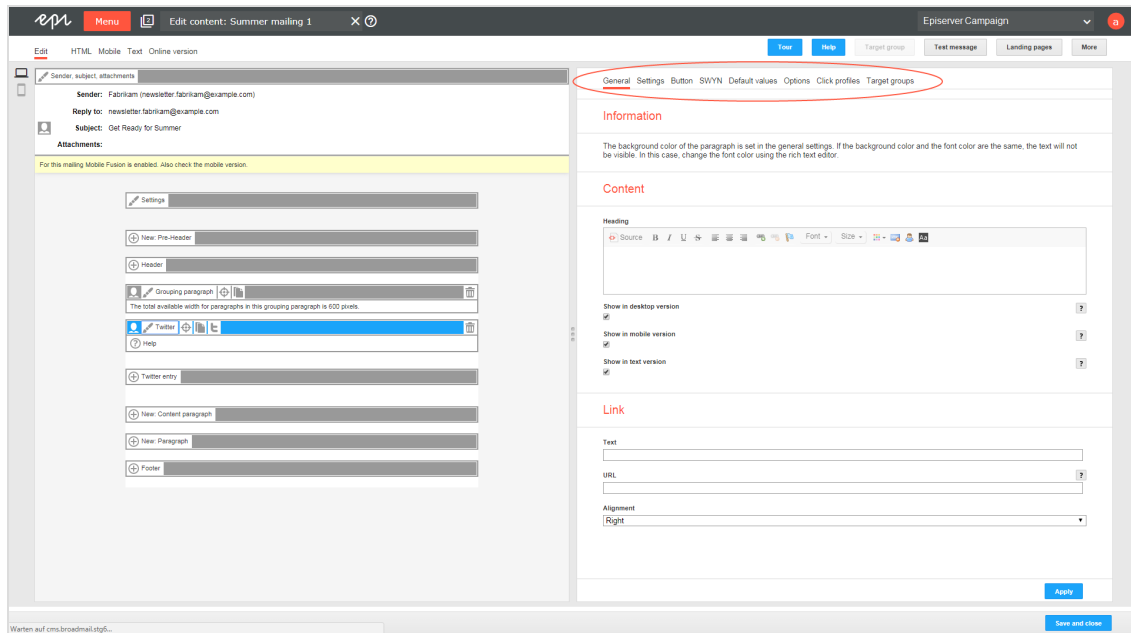 epi Menu 2 Edit content: Summer mailing 1 X ? Episerver Campaign a
Edit HTML Mobile Text Online version Tour Help Target group Text message Landing pages More
Sender, subject, attachments
Sender: Fabrikam (newsletter.fabrikam@example.com)
Reply to: newsletter.fabrikam@example.com
Subject: Get Ready for Summer
Attachments:
For this mailing Mobile Fusion is enabled. Also check the mobile version.
Settings
New: Pre-Header
Header
Grouping paragraph
The total available width for paragraphs in this grouping paragraph is 600 pixels.
Twitter
? Help
Twitter entry
New: Content paragraph
New: Paragraph
Footer
General Settings Button SWYN Default values Options Click profiles Target groups
Information
The background color of the paragraph is set in the general settings. If the background color and the font color are the same, the text will not
be visible. In this case, change the font color using the rich text editor.
Content
Heading
Source B I U S Font Size Aa
Show in desktop version
?
Show in mobile version
?
Show in text version
?
Link
Text
URL
?
Alignment
Right
Apply
Save and close
Warten auf cms.broadmail.stg6...